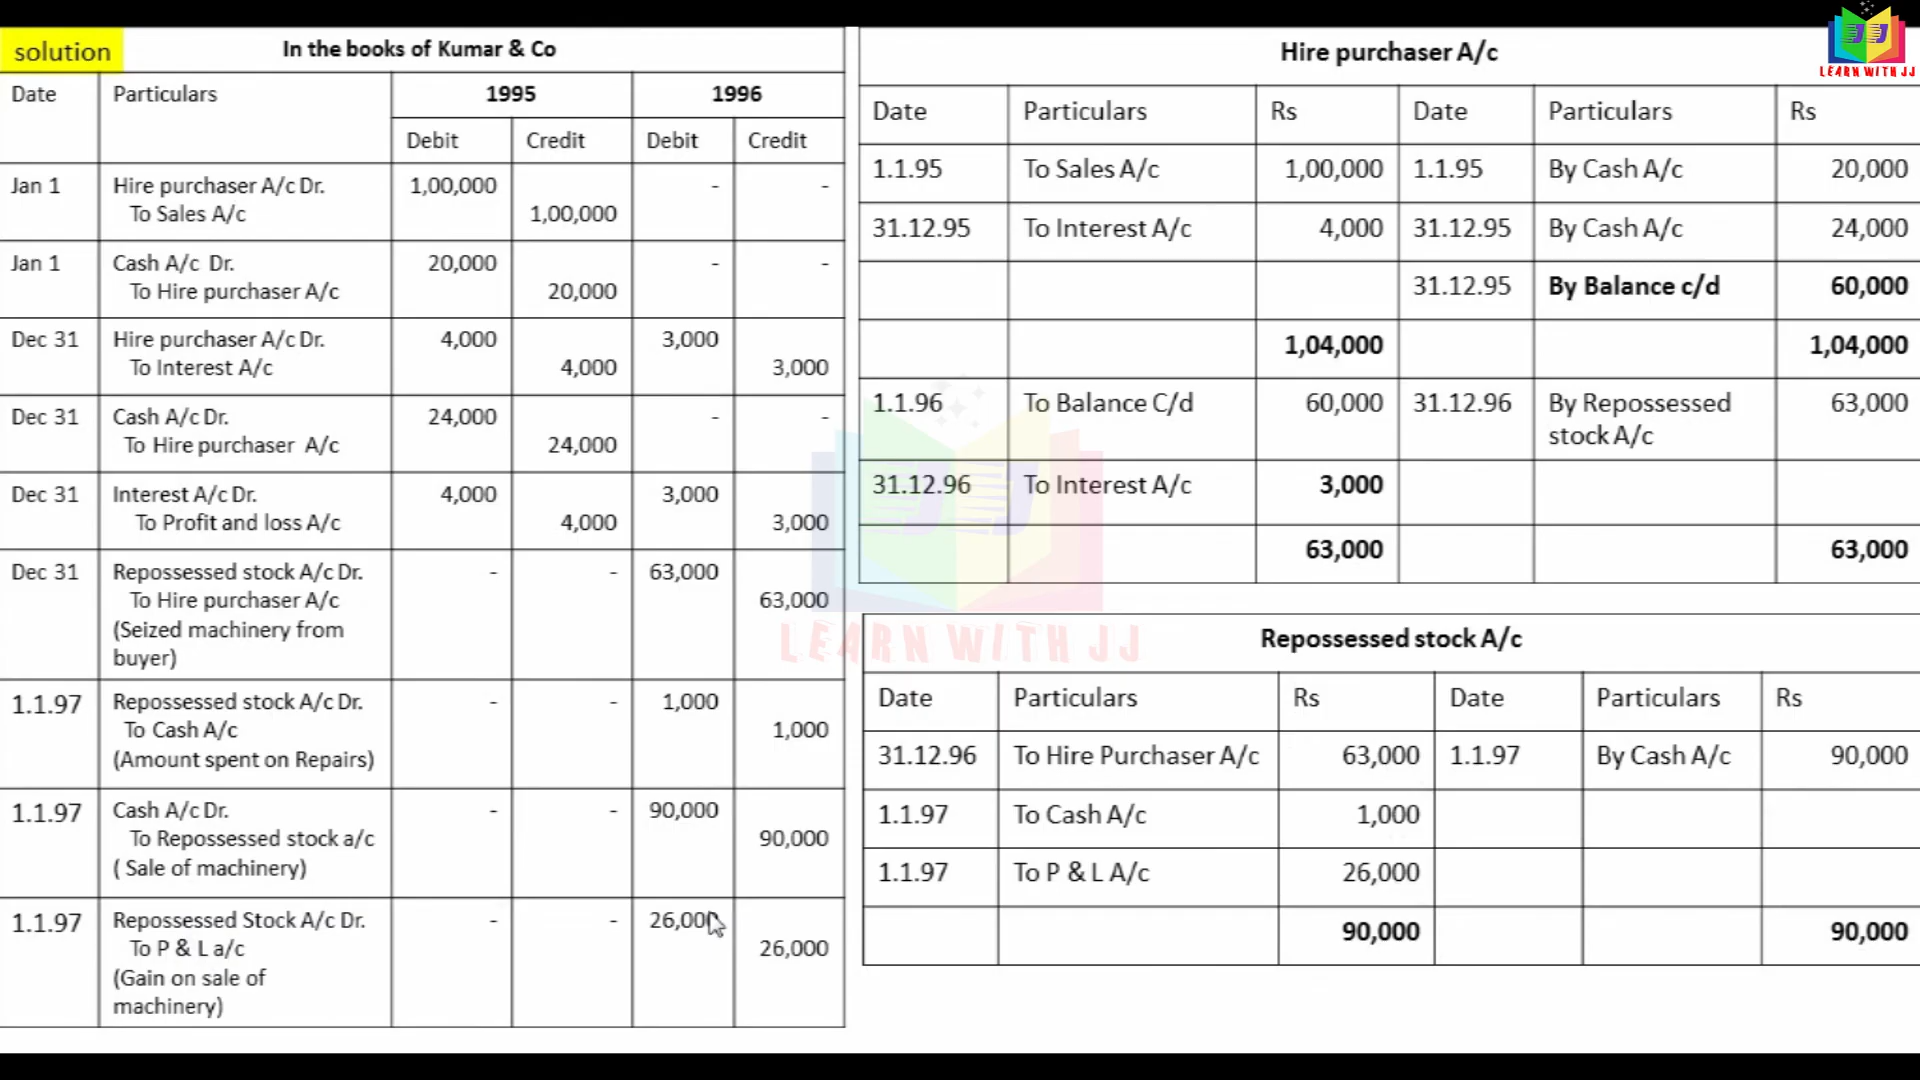 solution
In the books of Kumar & Co
Date Particulars 1995 1996
Debit Credit Debit Credit
Jan 1 Hire purchaser A/c Dr. 1,00,000 - -
To Sales A/c 1,00,000
Jan 1 Cash A/c Dr. 20,000 - -
To Hire purchaser A/c 20,000
Dec 31 Hire purchaser A/c Dr. 4,000 3,000
To Interest A/c 4,000 3,000
Dec 31 Cash A/c Dr. 24,000 - -
To Hire purchaser A/c 24,000
Dec 31 Interest A/c Dr. 4,000 3,000
To Profit and loss A/c 4,000 3,000
Dec 31 Repossessed stock A/c Dr. - - 63,000
To Hire purchaser A/c 63,000
(Seized machinery from
buyer)
1.1.97 Repossessed stock A/c Dr. - - 1,000
To Cash A/c 1,000
(Amount spent on Repairs)
1.1.97 Cash A/c Dr. - - 90,000
To Repossessed stock a/c 90,000
( Sale of machinery)
1.1.97 Repossessed Stock A/c Dr. - - 26,000
To P & L a/c 26,000
(Gain on sale of
machinery)
Hire purchaser A/c
Date Particulars Rs Date Particulars Rs
1.1.95 To Sales A/c 1,00,000 1.1.95 By Cash A/c 20,000
31.12.95 To Interest A/c 4,000 31.12.95 By Cash A/c 24,000
31.12.95 By Balance c/d 60,000
1,04,000 1,04,000
1.1.96 To Balance C/d 60,000 31.12.96 By Repossessed 63,000
stock A/c
31.12.96 To Interest A/c 3,000
63,000 63,000
Repossessed stock A/c
Date Particulars Rs Date Particulars Rs
31.12.96 To Hire Purchaser A/c 63,000 1.1.97 By Cash A/c 90,000
1.1.97 To Cash A/c 1,000
1.1.97 To P & L A/c 26,000
90,000 90,000
JJ
LEARN WITH JJ
JJ
LEARN WITH JJ